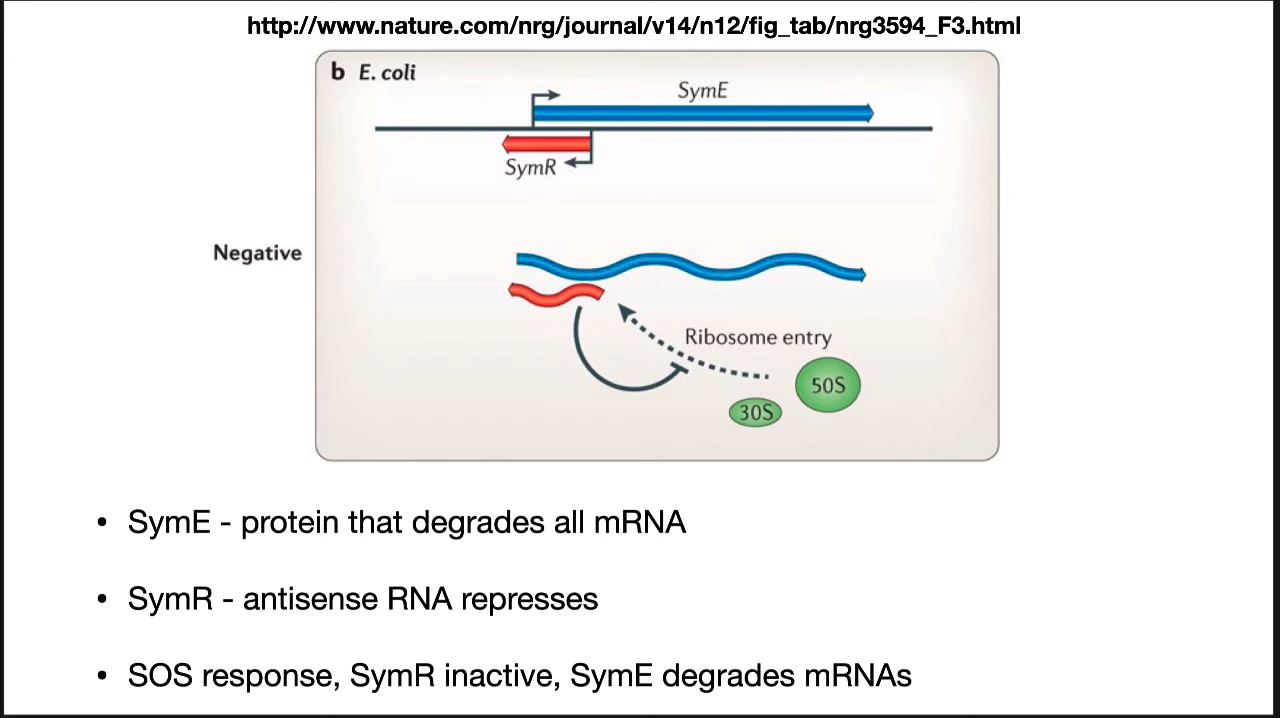 http://www.nature.com/nrg/journal/v14/n12/fig_tab/nrg3594_F3.html
b E. coli
SymE
SymR
Negative
Ribosome entry
50S
30S
• SymE - protein that degrades all mRNA
• SymR - antisense RNA represses
• SOS response, SymR inactive, SymE degrades mRNAs